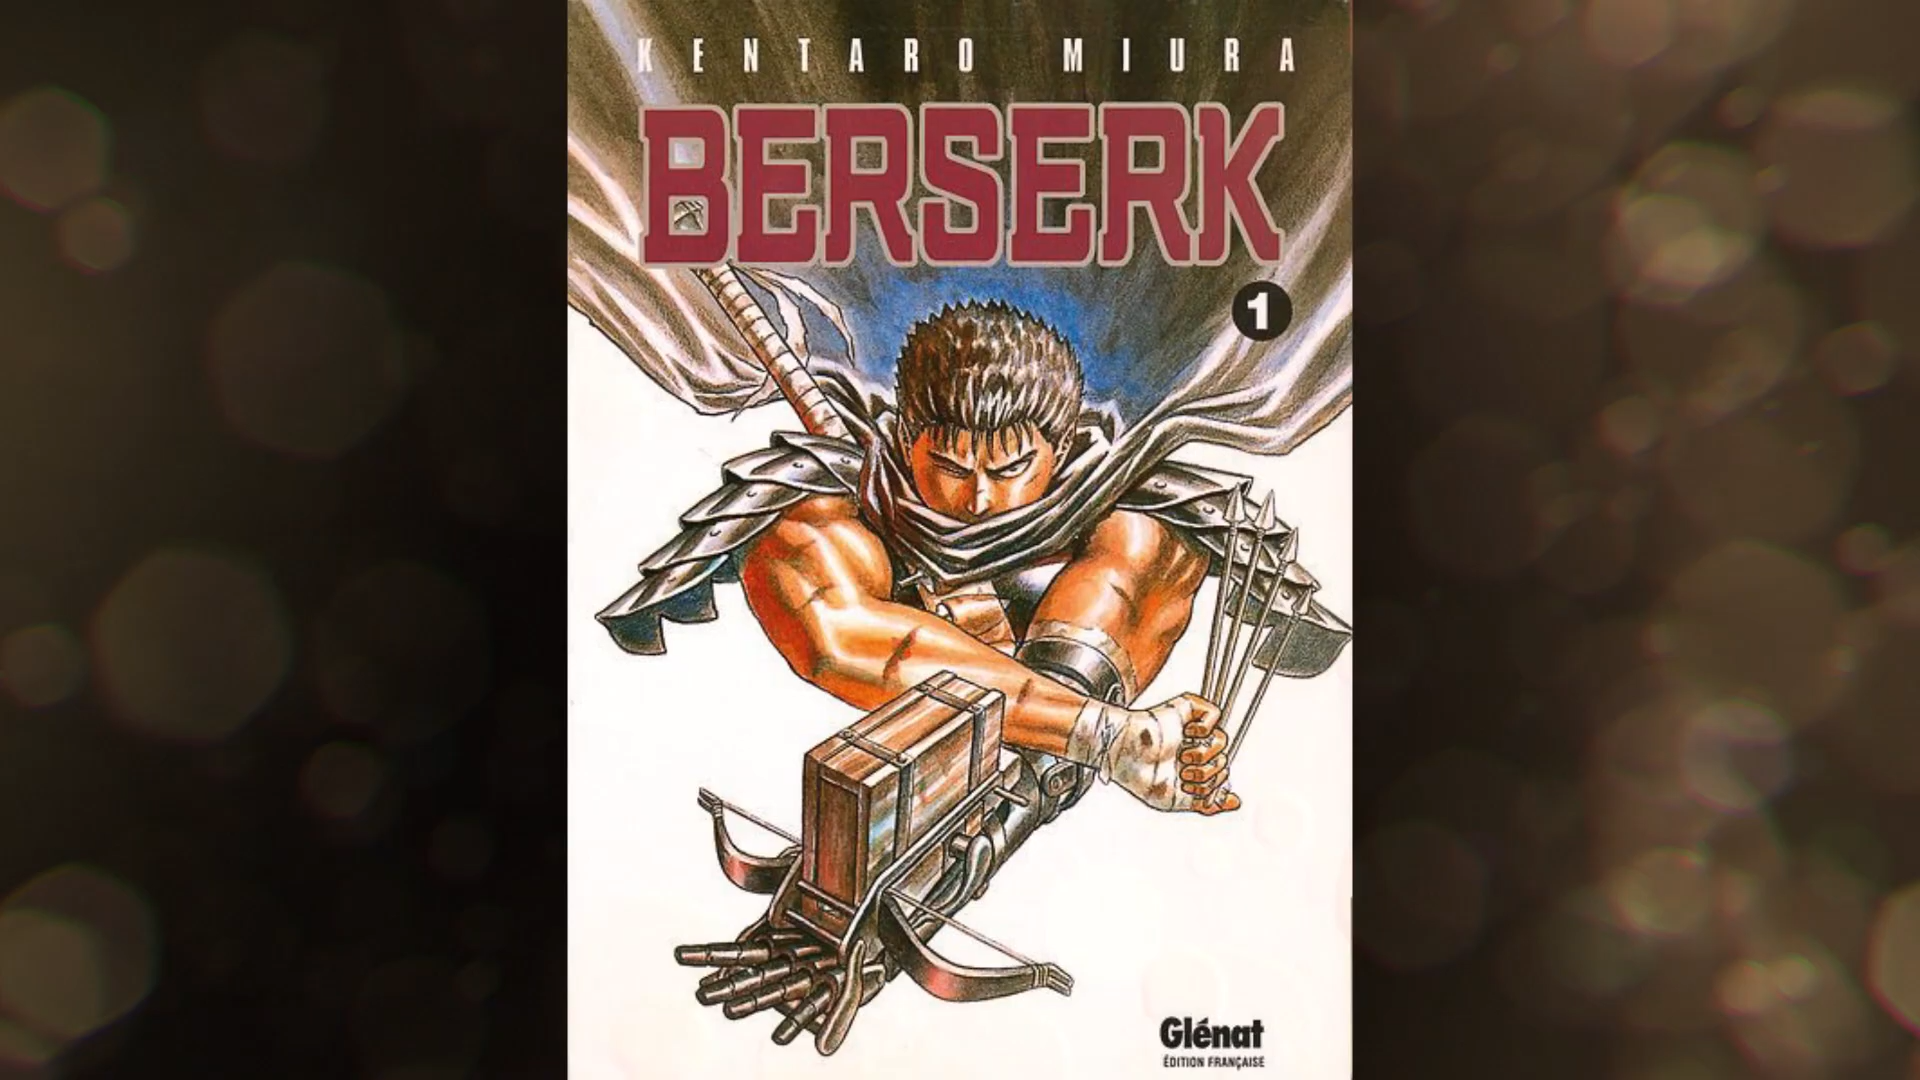 KENTARO MIURA
BERSERK
1
Glénat
ÉDITION FRANÇAISE